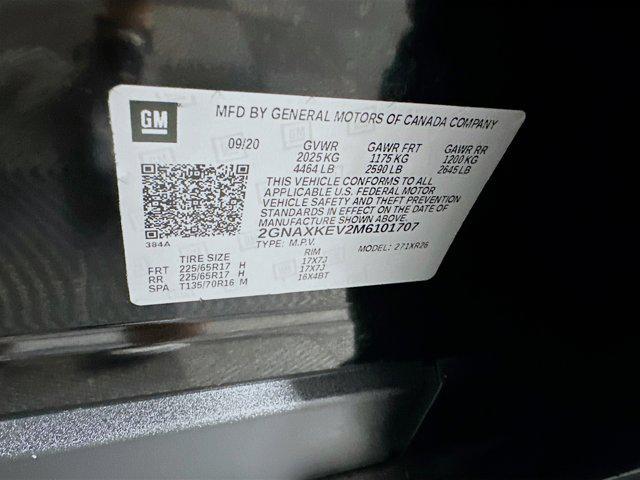 GM
MFD BY GENERAL MOTORS OF CANADA COMPANY
09/20 GVWR GAWR FRT GAWR RR
2025 KG 1175 KG 1200 KG
4464 LB 2590 LB 2645 LB
THIS VEHICLE CONFORMS TO ALL
APPLICABLE U.S. FEDERAL MOTOR
VEHICLE SAFETY AND THEFT PREVENTION
STANDARDS IN EFFECT ON THE DATE OF
MANUFACTURE SHOWN ABOVE.
384A 2GNAXKEV2M6101707
TYPE: M.P.V. MODEL: 271XR26
TIRE SIZE RIM
FRT 225/65R17 H 17X7J
RR 225/65R17 H 17X7J
SPA T135/70R16 M 16X4BT